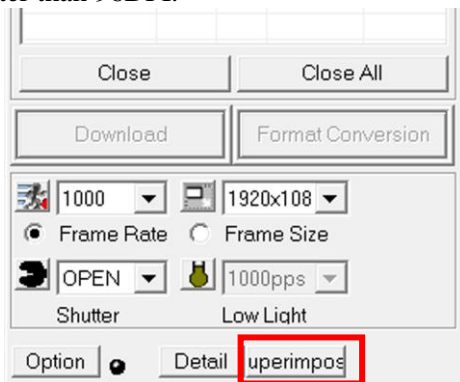 Close Close All
Download Format Conversion
1000 1920x108
Frame Rate Frame Size
OPEN 1000pps
Shutter Low Light
Option Detail uperimpos